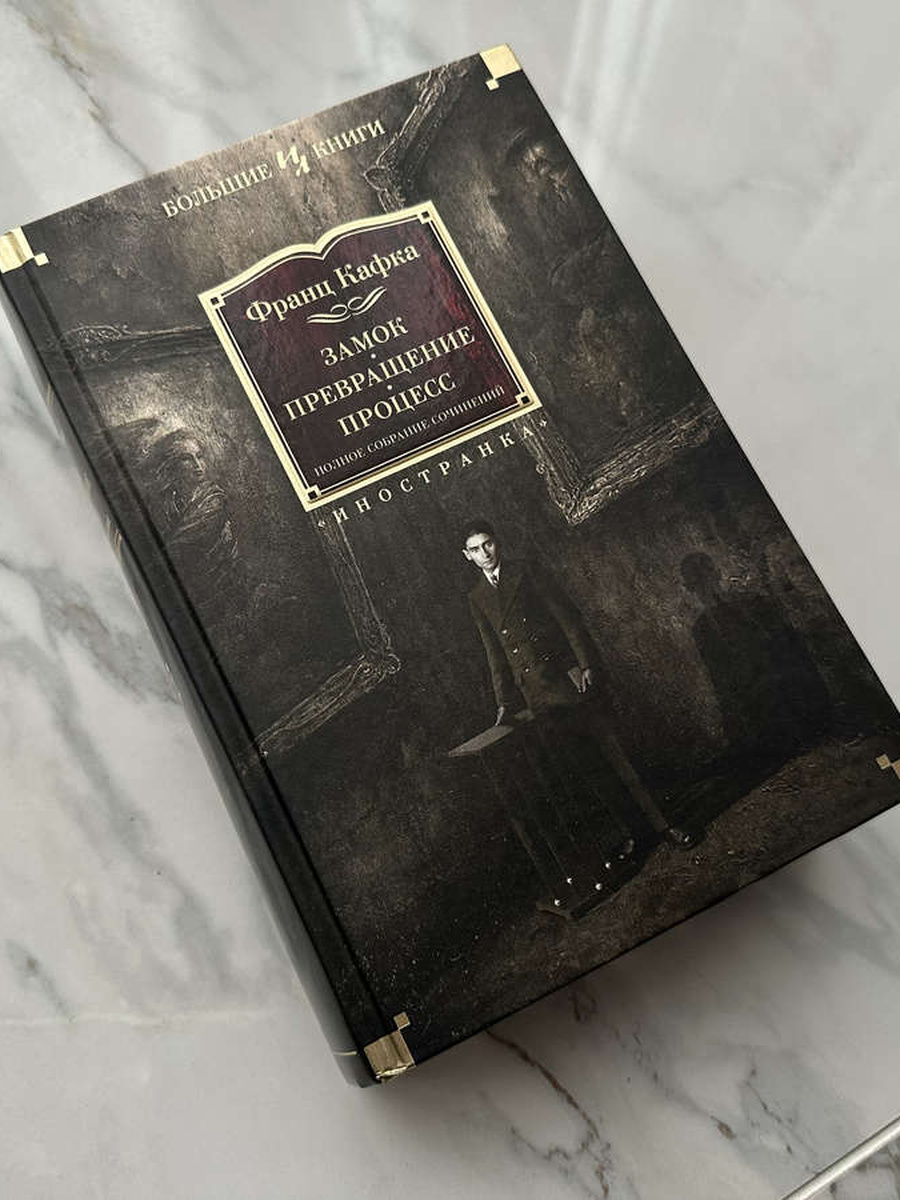 БОЛЬШИЕ И КНИГИ
Франц Кафка
ЗАМОК
·
ПРЕВРАЩЕНИЕ
·
ПРОЦЕСС
ПОЛНОЕ СОБРАНИЕ СОЧИНЕНИЙ
«ИНОСТРАНКА»